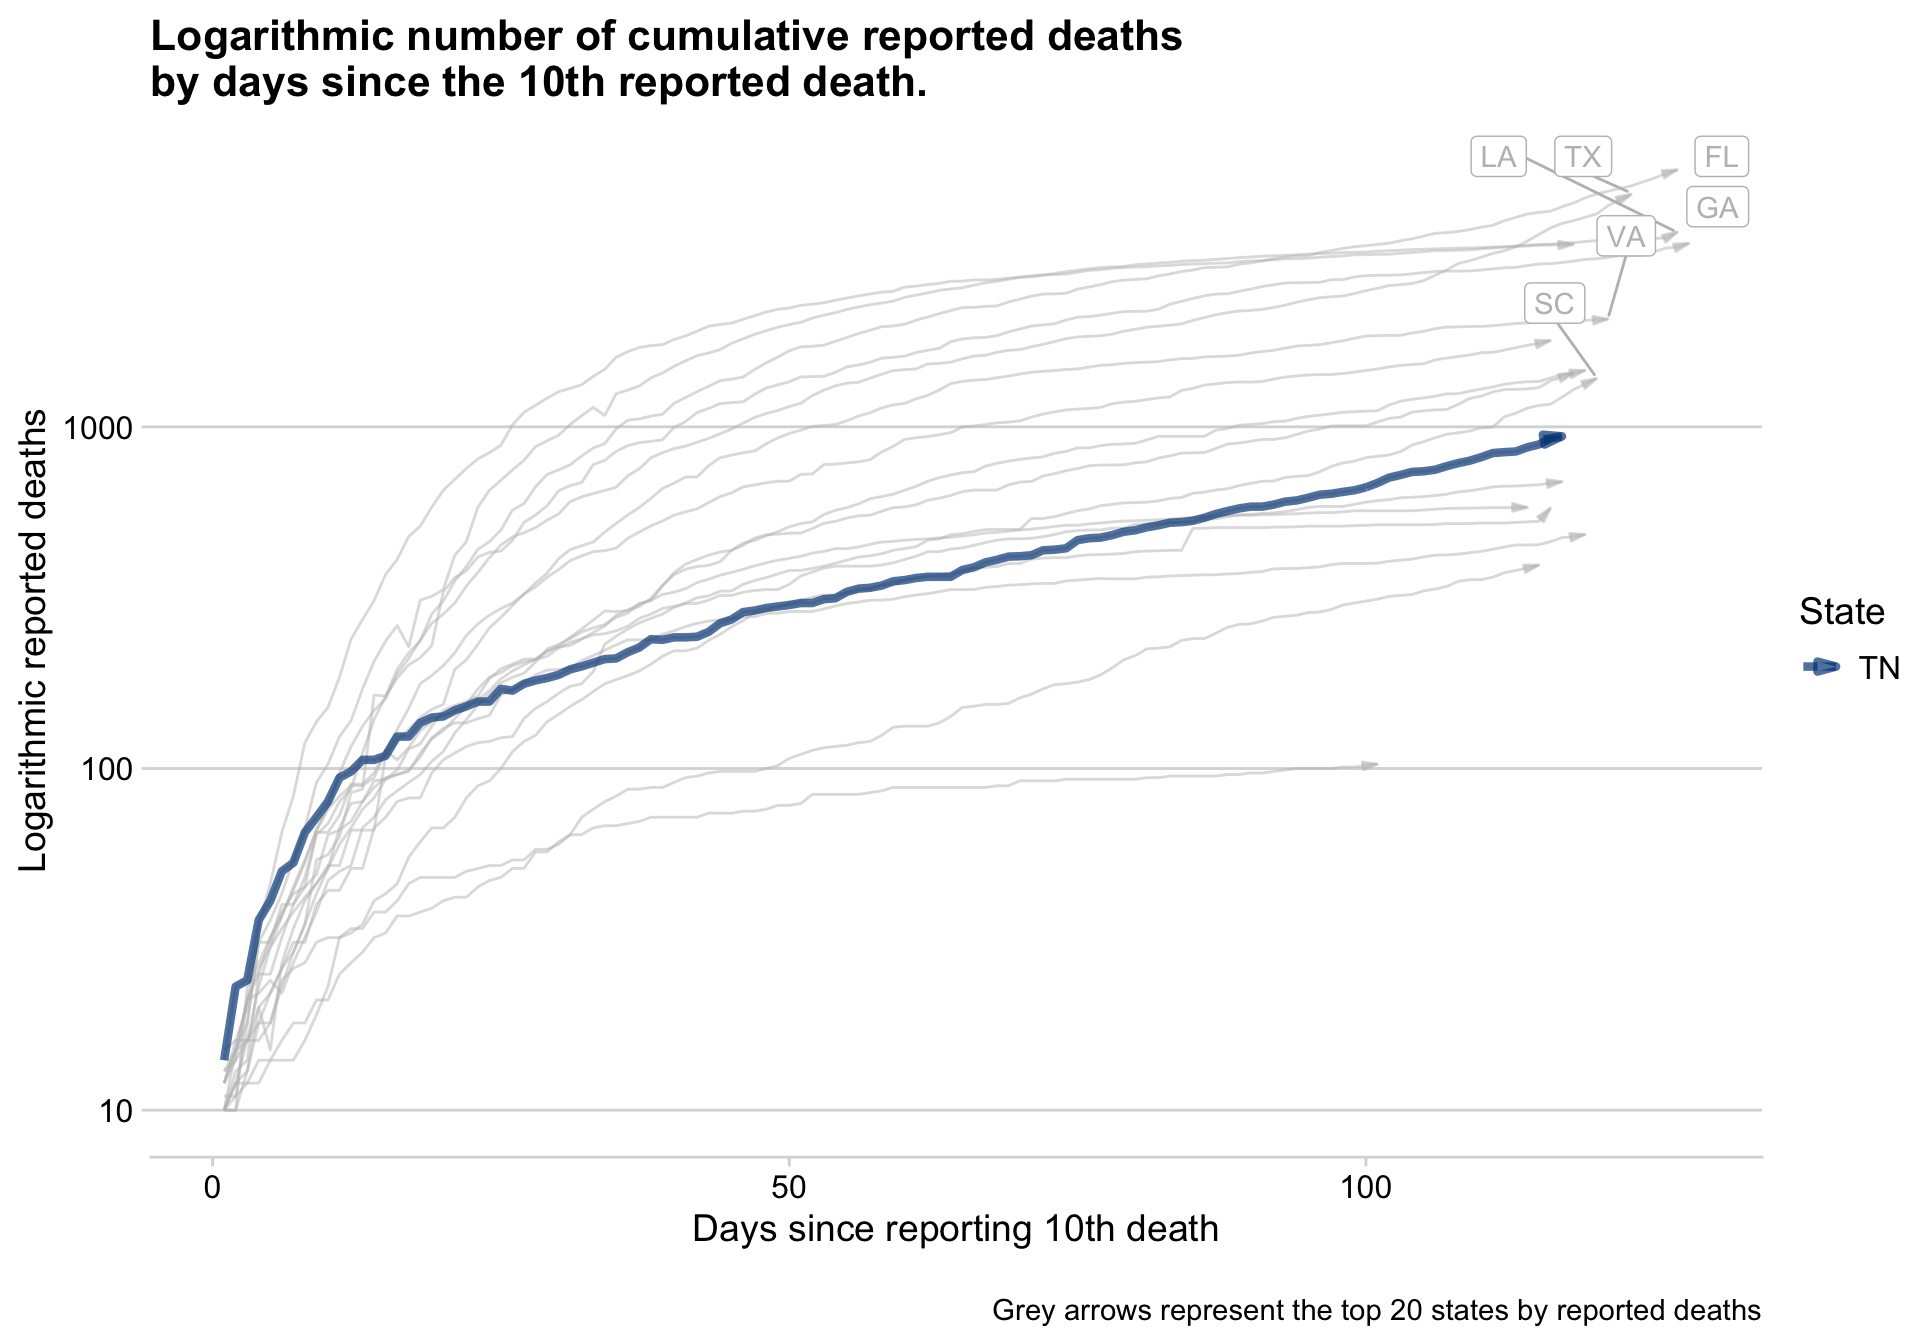 Logarithmic number of cumulative reported deaths
by days since the 10th reported death.
LA
TX
FL
GA
VA
SC
Logarithmic reported deaths
1000
100
10
State
TN
0
50
100
Days since reporting 10th death
Grey arrows represent the top 20 states by reported deaths